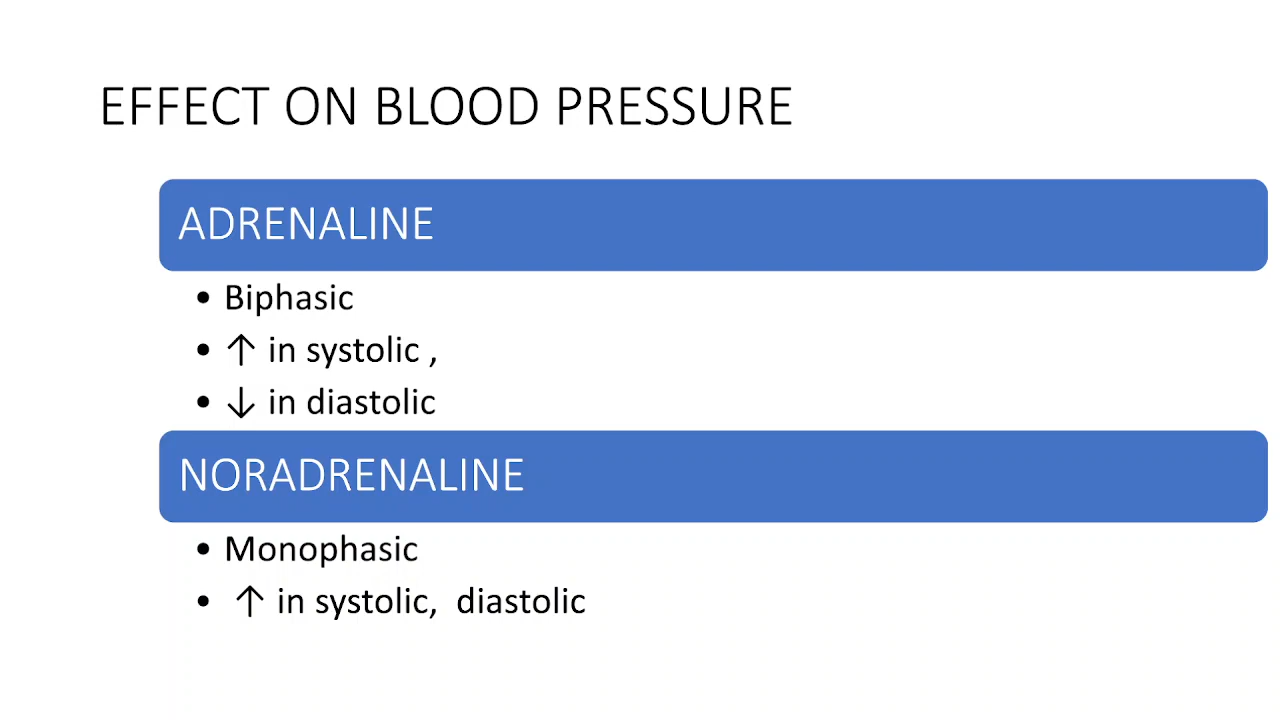 EFFECT ON BLOOD PRESSURE
ADRENALINE
• Biphasic
• ↑ in systolic ,
• ↓ in diastolic
NORADRENALINE
• Monophasic
• ↑ in systolic, diastolic